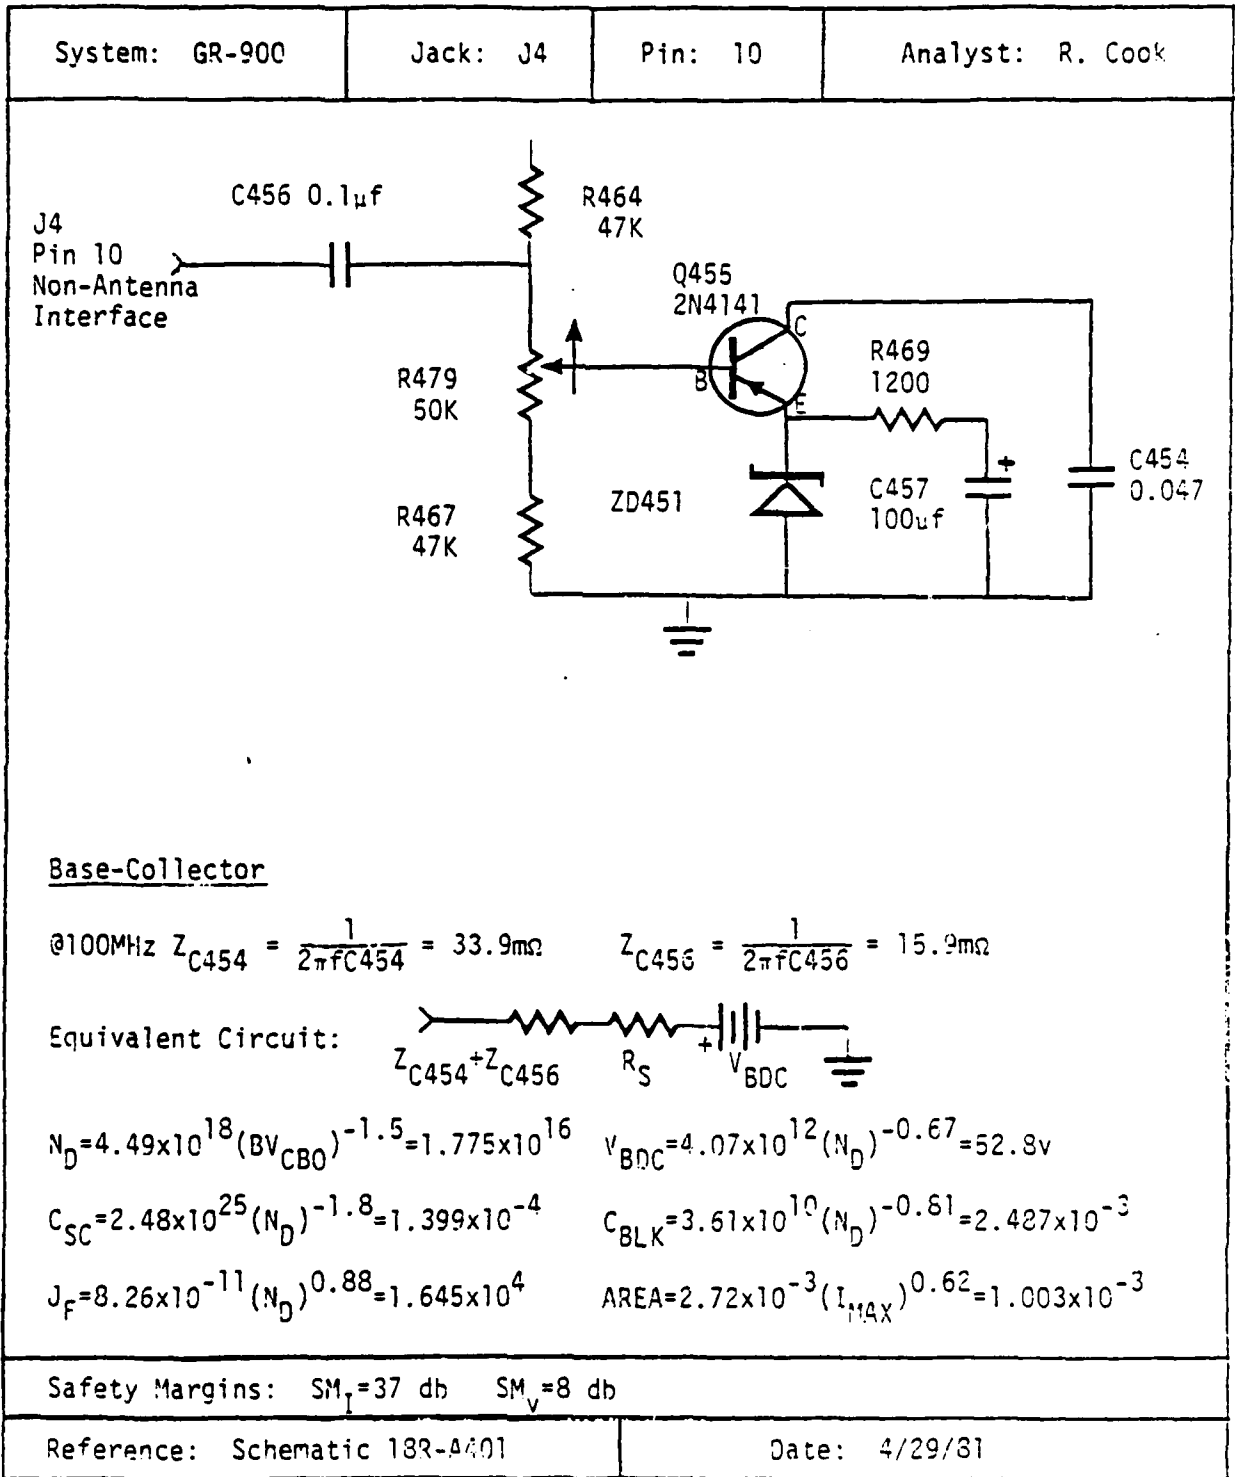 System: GR-900 Jack: J4 Pin: 10 Analyst: R. Cook
C456 0.1μf
R464
47K
J4
Pin 10
Non-Antenna
Interface
Q455
2N4141
C
B
E
R479
50K
R469
1200
R467
47K
ZD451
C457
100uf
+
C454
0.047
Base-Collector
@100MHz Z_C454 = 1/(2πfC454) = 33.9mΩ Z_C456 = 1/(2πfC456) = 15.9mΩ
Equivalent Circuit:
Z_C454+Z_C456 R_S + V_BDC
N_D=4.49x10^18(BV_CBO)^-1.5=1.775x10^16 V_BDC=4.07x10^12(N_D)^-0.67=52.8v
C_SC=2.48x10^25(N_D)^-1.8=1.399x10^-4 C_BLK=3.61x10^10(N_D)^-0.81=2.487x10^-3
J_F=8.26x10^-11(N_D)^0.88=1.645x10^4 AREA=2.72x10^-3(I_MAX)^0.62=1.003x10^-3
Safety Margins: SM_I=37 db SM_v=8 db
Reference: Schematic 18R-A401 Date: 4/29/81